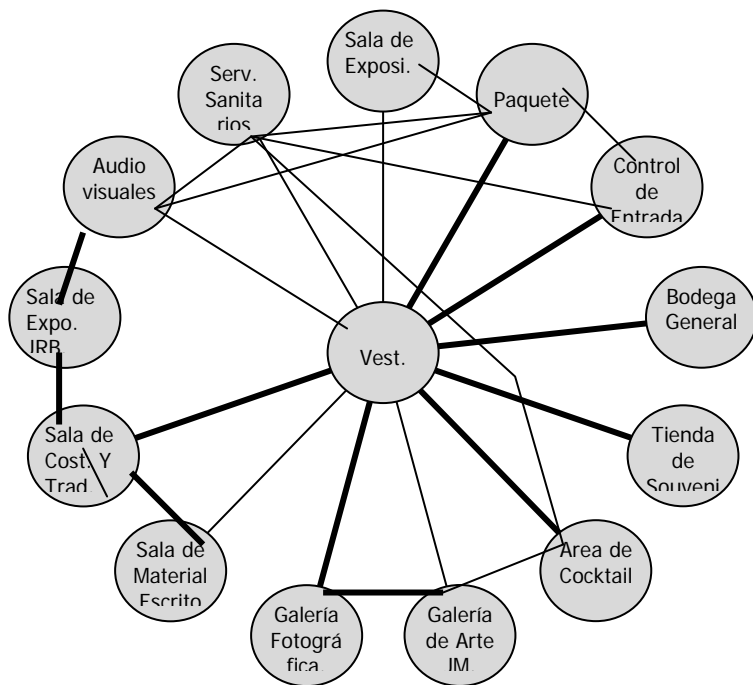 Sala de
Exposi.
Serv.
Sanita
rios
Paquete
Audio
visuales
Control
de
Entrada
Sala de
Expo.
JRB
Bodega
General
Vest.
Sala de
Cost. Y
Trad.
Tienda
de
Souveni
Sala de
Material
Escrito
Area de
Cocktail
Galería
Fotográ
fica.
Galería
de Arte
JM.